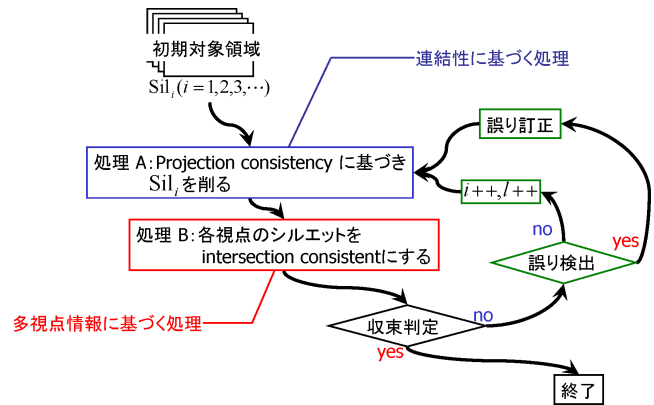 初期対象領域
Sil_i (i = 1,2,3,⋯)
連結性に基づく処理
処理 A:Projection consistency に基づき
Sil_i を削る
処理 B:各視点のシルエットを
intersection consistentにする
多視点情報に基づく処理
誤り訂正
i++,l++
no
yes
誤り検出
収束判定
no
yes
終了